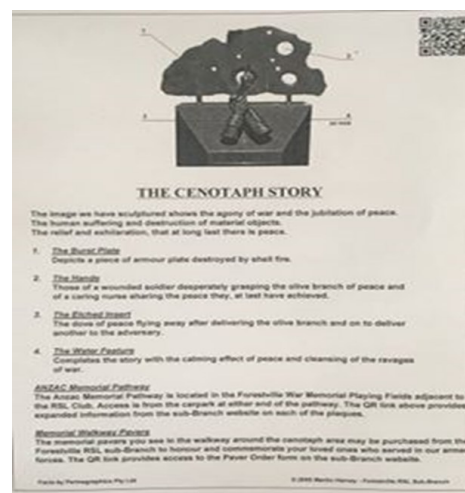 THE CENOTAPH STORY
The image we have sculptured shows the agony of war and the jubilation of peace.
The human suffering and destruction of material objects.
The relief and exhilaration, that at long last there is peace.
1. The Burst Plate
Depicts a piece of armour plate destroyed by shell fire.
2. The Hands
Those of a wounded soldier desperately grasping the olive branch of peace and
of a caring nurse sharing the peace they, at last have achieved.
3. The Etched Insert
The dove of peace flying away after delivering the olive branch and on to deliver
another to the adversary.
4. The Water Feature
Completes the story with the calming effect of peace and cleansing of the ravages
of war.
ANZAC Memorial Pathway
The Anzac Memorial Pathway is located in the Forestville War Memorial Playing Fields adjacent to
the RSL Club. Access is from the carpark at either end of the pathway. The QR link above provides
expanded information from the sub-Branch website on each of the plaques.
Memorial Walkway Pavers
The memorial pavers you see in the walkway around the cenotaph area may be purchased from the
Forestville RSL sub-Branch to honour and commemorate your loved ones who served in our armed
forces. The QR link provides access to the Paver Order form on the sub-Branch website.
Pty Ltd
Harvey - Forestville RSL Sub-Branch